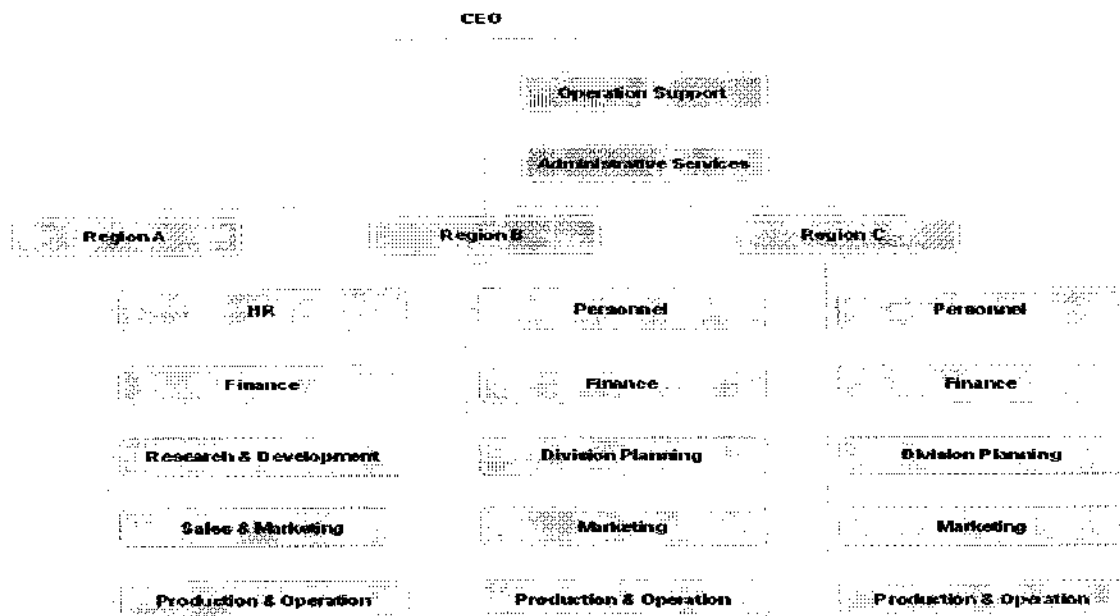 CEO
Operation Support
Administrative Services
Region A
Region B
Region C
HR
Personnel
Personnel
Finance
Finance
Finance
Research & Development
Division Planning
Division Planning
Sales & Marketing
Marketing
Marketing
Production & Operation
Production & Operation
Production & Operation